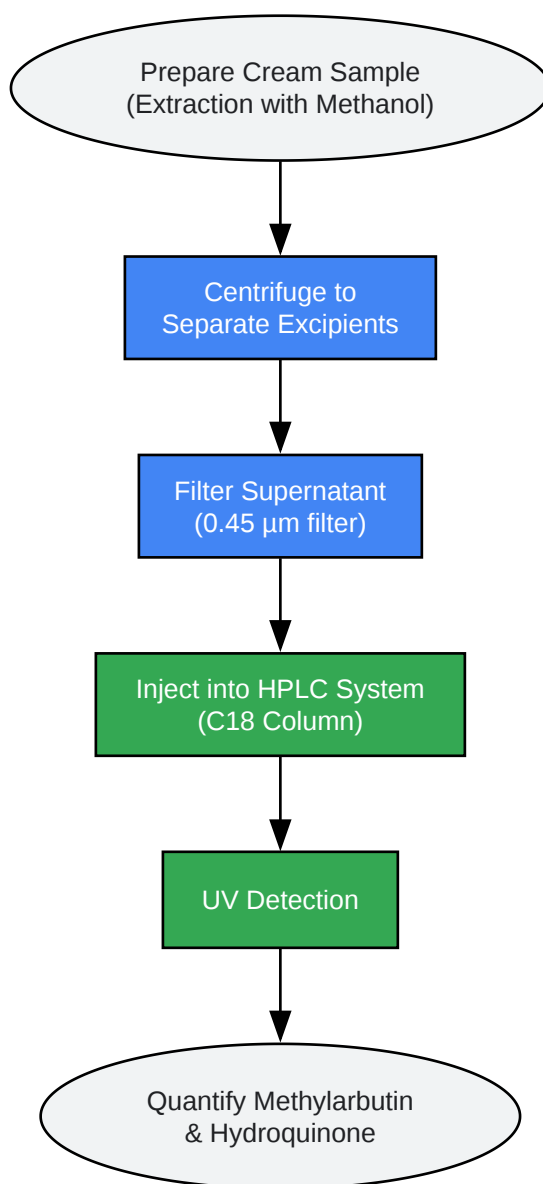 Prepare Cream Sample
(Extraction with Methanol)
Centrifuge to
Separate Excipients
Filter Supernatant
(0.45 µm filter)
Inject into HPLC System
(C18 Column)
UV Detection
Quantify Methylarbutin
& Hydroquinone